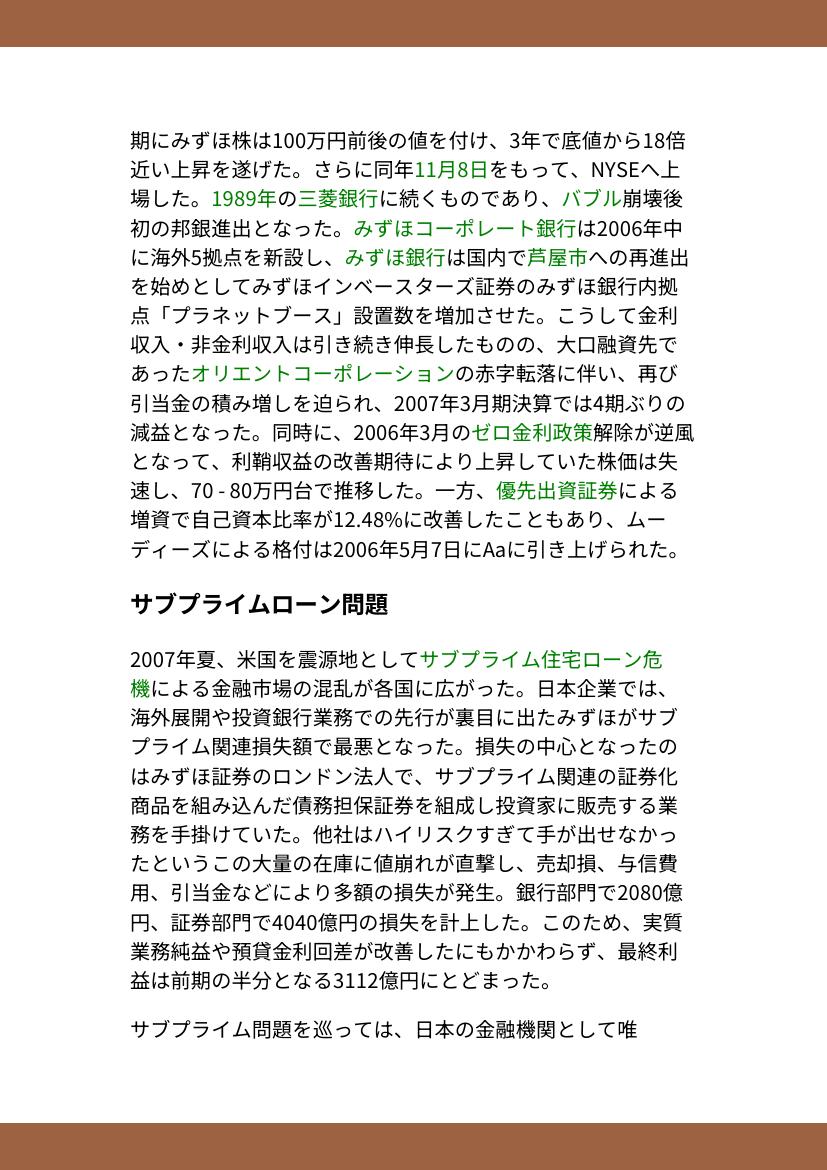 期にみずほ株は100万円前後の値を付け、3年で底値から18倍
近い上昇を遂げた。さらに同年11月8日をもって、NYSEへ上
場した。1989年の三菱銀行に続くものであり、バブル崩壊後
初の邦銀進出となった。みずほコーポレート銀行は2006年中
に海外5拠点を新設し、みずほ銀行は国内で芦屋市への再進出
を始めとしてみずほインベースターズ証券のみずほ銀行内拠
点「プラネットブース」設置数を増加させた。こうして金利
収入・非金利収入は引き続き伸長したものの、大口融資先で
あったオリエントコーポレーションの赤字転落に伴い、再び
引当金の積み増しを迫られ、2007年3月期決算では4期ぶりの
減益となった。同時に、2006年3月のゼロ金利政策解除が逆風
となって、利鞘収益の改善期待により上昇していた株価は失
速し、70 - 80万円台で推移した。一方、優先出資証券による
増資で自己資本比率が12.48%に改善したこともあり、ムー
ディーズによる格付は2006年5月7日にAaに引き上げられた。
サブプライムローン問題
2007年夏、米国を震源地としてサブプライム住宅ローン危
機による金融市場の混乱が各国に広がった。日本企業では、
海外展開や投資銀行業務での先行が裏目に出たみずほがサブ
プライム関連損失額で最悪となった。損失の中心となったの
はみずほ証券のロンドン法人で、サブプライム関連の証券化
商品を組み込んだ債務担保証券を組成し投資家に販売する業
務を手掛けていた。他社はハイリスクすぎて手が出せなかっ
たというこの大量の在庫に値崩れが直撃し、売却損、与信費
用、引当金などにより多額の損失が発生。銀行部門で2080億
円、証券部門で4040億円の損失を計上した。このため、実質
業務純益や預貸金利回差が改善したにもかかわらず、最終利
益は前期の半分となる3112億円にとどまった。
サブプライム問題を巡っては、日本の金融機関として唯